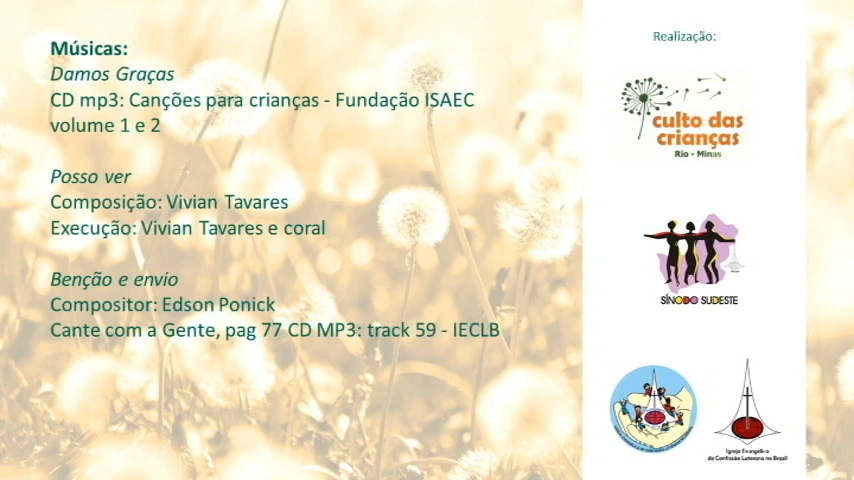 Músicas:
Damos Graças
CD mp3: Canções para crianças - Fundação ISAEC
volume 1 e 2
Posso ver
Composição: Vivian Tavares
Execução: Vivian Tavares e coral
Benção e envio
Compositor: Edson Ponick
Cante com a Gente, pag 77 CD MP3: track 59 - IECLB
Realização:
culto das
crianças
Rio - Minas
SÍNODO SUDESTE
Igreja Evangélica
de Confissão Luterana no Brasil